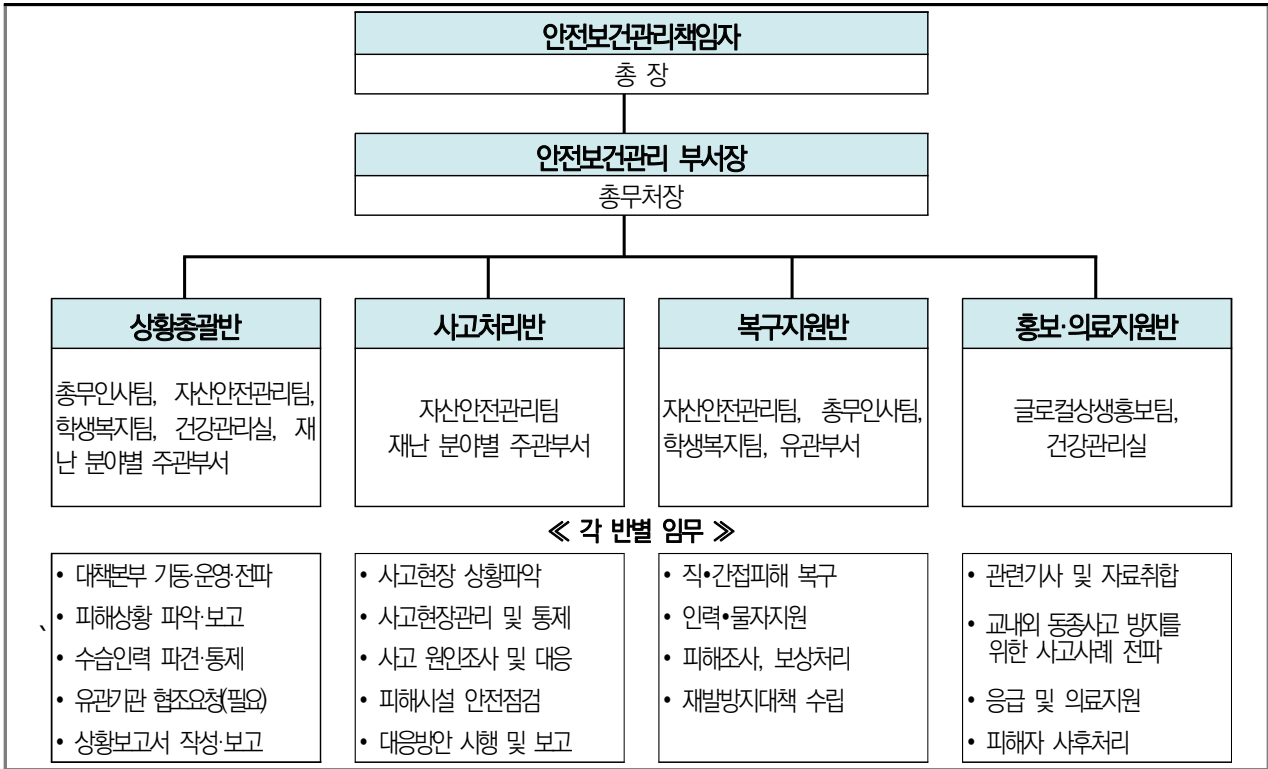 안전보건관리책임자
총 장
안전보건관리 부서장
총무처장
상황총괄반
총무인사팀, 자산안전관리팀,
학생복지팀, 건강관리실, 재
난 분야별 주관부서
사고처리반
자산안전관리팀
재난 분야별 주관부서
복구지원반
자산안전관리팀, 총무인사팀,
학생복지팀, 유관부서
홍보·의료지원반
글로컬상생홍보팀,
건강관리실
≪ 각 반별 임무 ≫
• 대책본부 기동·운영·전파
• 피해상황 파악·보고
• 수습인력 파견·통제
• 유관기관 협조요청(필요)
• 상황보고서 작성·보고
• 사고현장 상황파악
• 사고현장관리 및 통제
• 사고 원인조사 및 대응
• 피해시설 안전점검
• 대응방안 시행 및 보고
• 직•간접피해 복구
• 인력•물자지원
• 피해조사, 보상처리
• 재발방지대책 수립
• 관련기사 및 자료취합
• 교내외 동종사고 방지를
위한 사고사례 전파
• 응급 및 의료지원
• 피해자 사후처리